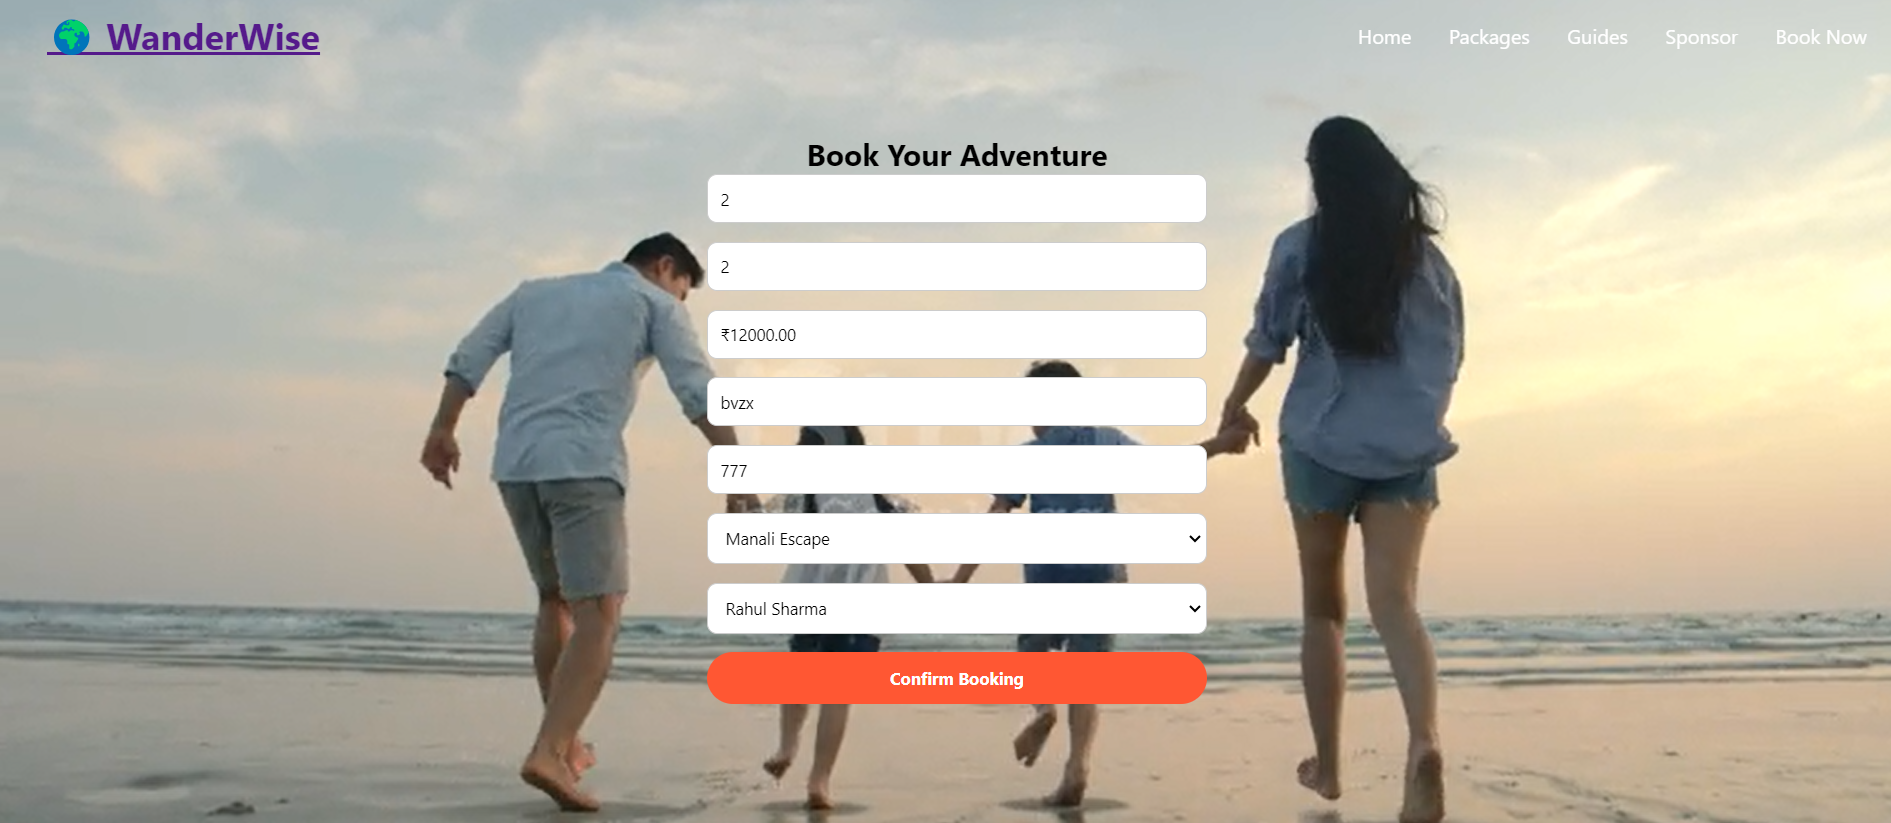 WanderWise
Home Packages Guides Sponsor Book Now
Book Your Adventure
2
2
₹12000.00
bvzx
777
Manali Escape
Rahul Sharma
Confirm Booking